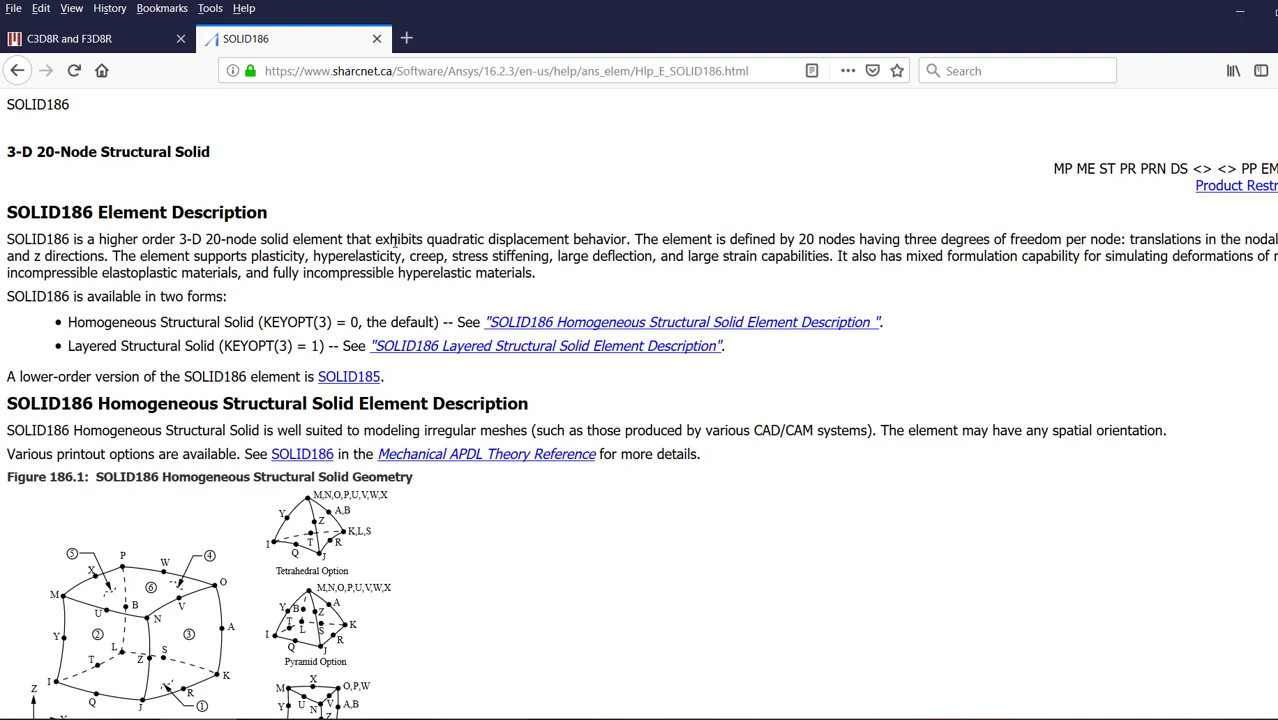 File Edit View History Bookmarks Tools Help
C3D8R and F3D8R SOLID186
https://www.sharcnet.ca/Software/Ansys/16.2.3/en-us/help/ans_elem/Hlp_E_SOLID186.html Search
SOLID186
3-D 20-Node Structural Solid
MP ME ST PR PRN DS <> <> PP EM
Product Restr
SOLID186 Element Description
SOLID186 is a higher order 3-D 20-node solid element that exhibits quadratic displacement behavior. The element is defined by 20 nodes having three degrees of freedom per node: translations in the nodal
and z directions. The element supports plasticity, hyperelasticity, creep, stress stiffening, large deflection, and large strain capabilities. It also has mixed formulation capability for simulating deformations of
incompressible elastoplastic materials, and fully incompressible hyperelastic materials.
SOLID186 is available in two forms:
• Homogeneous Structural Solid (KEYOPT(3) = 0, the default) -- See "SOLID186 Homogeneous Structural Solid Element Description ".
• Layered Structural Solid (KEYOPT(3) = 1) -- See "SOLID186 Layered Structural Solid Element Description".
A lower-order version of the SOLID186 element is SOLID185.
SOLID186 Homogeneous Structural Solid Element Description
SOLID186 Homogeneous Structural Solid is well suited to modeling irregular meshes (such as those produced by various CAD/CAM systems). The element may have any spatial orientation.
Various printout options are available. See SOLID186 in the Mechanical APDL Theory Reference for more details.
Figure 186.1: SOLID186 Homogeneous Structural Solid Geometry
M,N,O,P,U,V,W,X
Y A,B
Z
K,L,S
I T R
Q J
Tetrahedral Option
5 P W 4
X 6 O
M B V
U N
Y 2 3 A
L S
T Z K
I R
Q J 1
Z
M,N,O,P,U,V,W,X
Y B A
Z
T K
I L S R
Q J
Pyramid Option
X
M O,P,W
U V A,B
Y N
Z